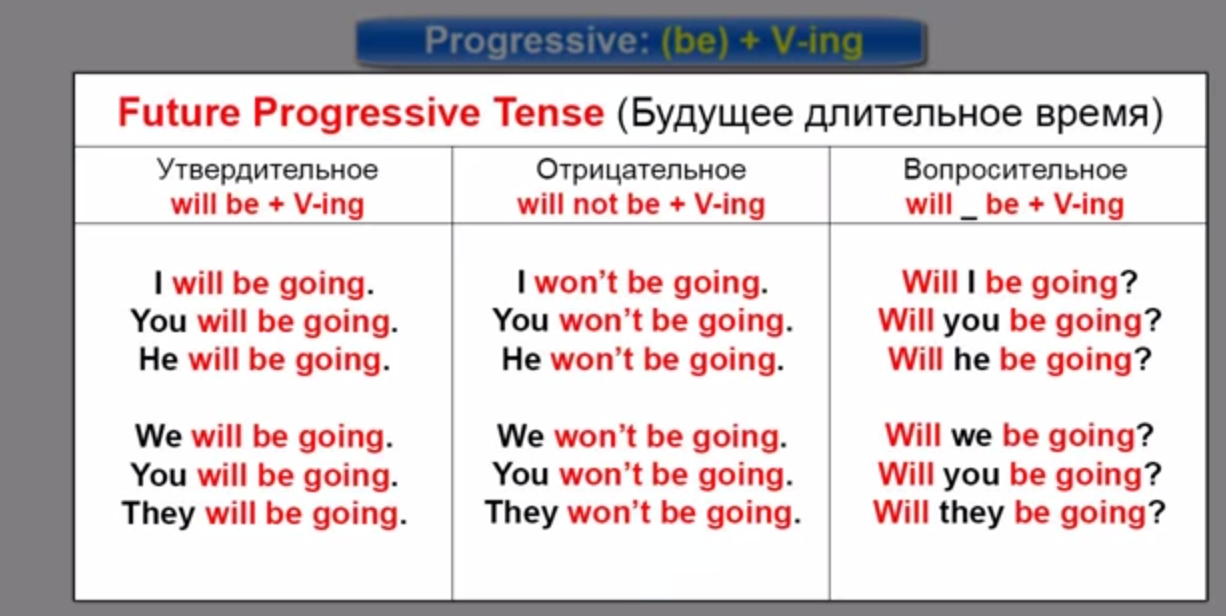 Progressive: (be) + V-ing
Future Progressive Tense (Будущее длительное время)
Утвердительное
will be + V-ing
Отрицательное
will not be + V-ing
Вопросительное
will _ be + V-ing
I will be going.
You will be going.
He will be going.
We will be going.
You will be going.
They will be going.
I won’t be going.
You won’t be going.
He won’t be going.
We won’t be going.
You won’t be going.
They won’t be going.
Will I be going?
Will you be going?
Will he be going?
Will we be going?
Will you be going?
Will they be going?